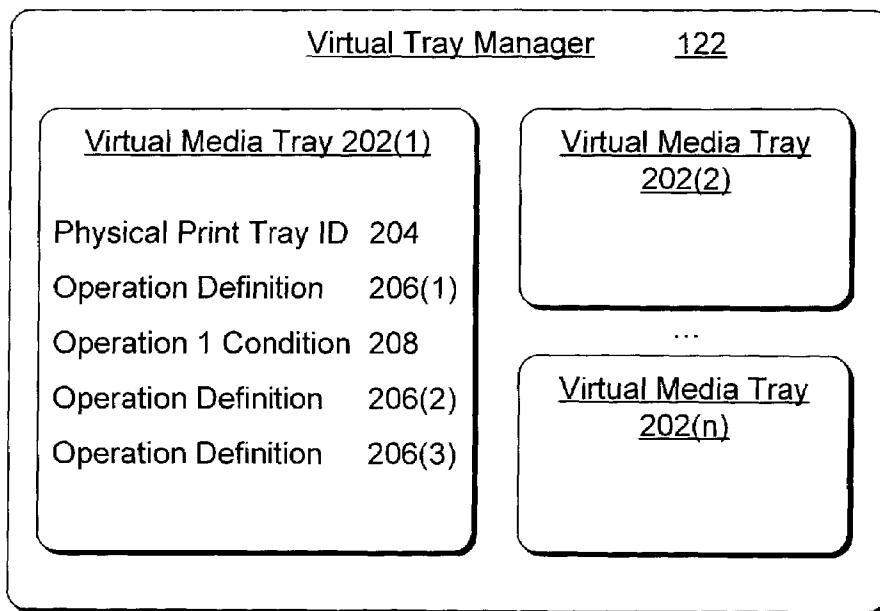 Virtual Tray Manager 122
Virtual Media Tray 202(1)
Physical Print Tray ID 204
Operation Definition 206(1)
Operation 1 Condition 208
Operation Definition 206(2)
Operation Definition 206(3)
Virtual Media Tray
202(2)
...
Virtual Media Tray
202(n)